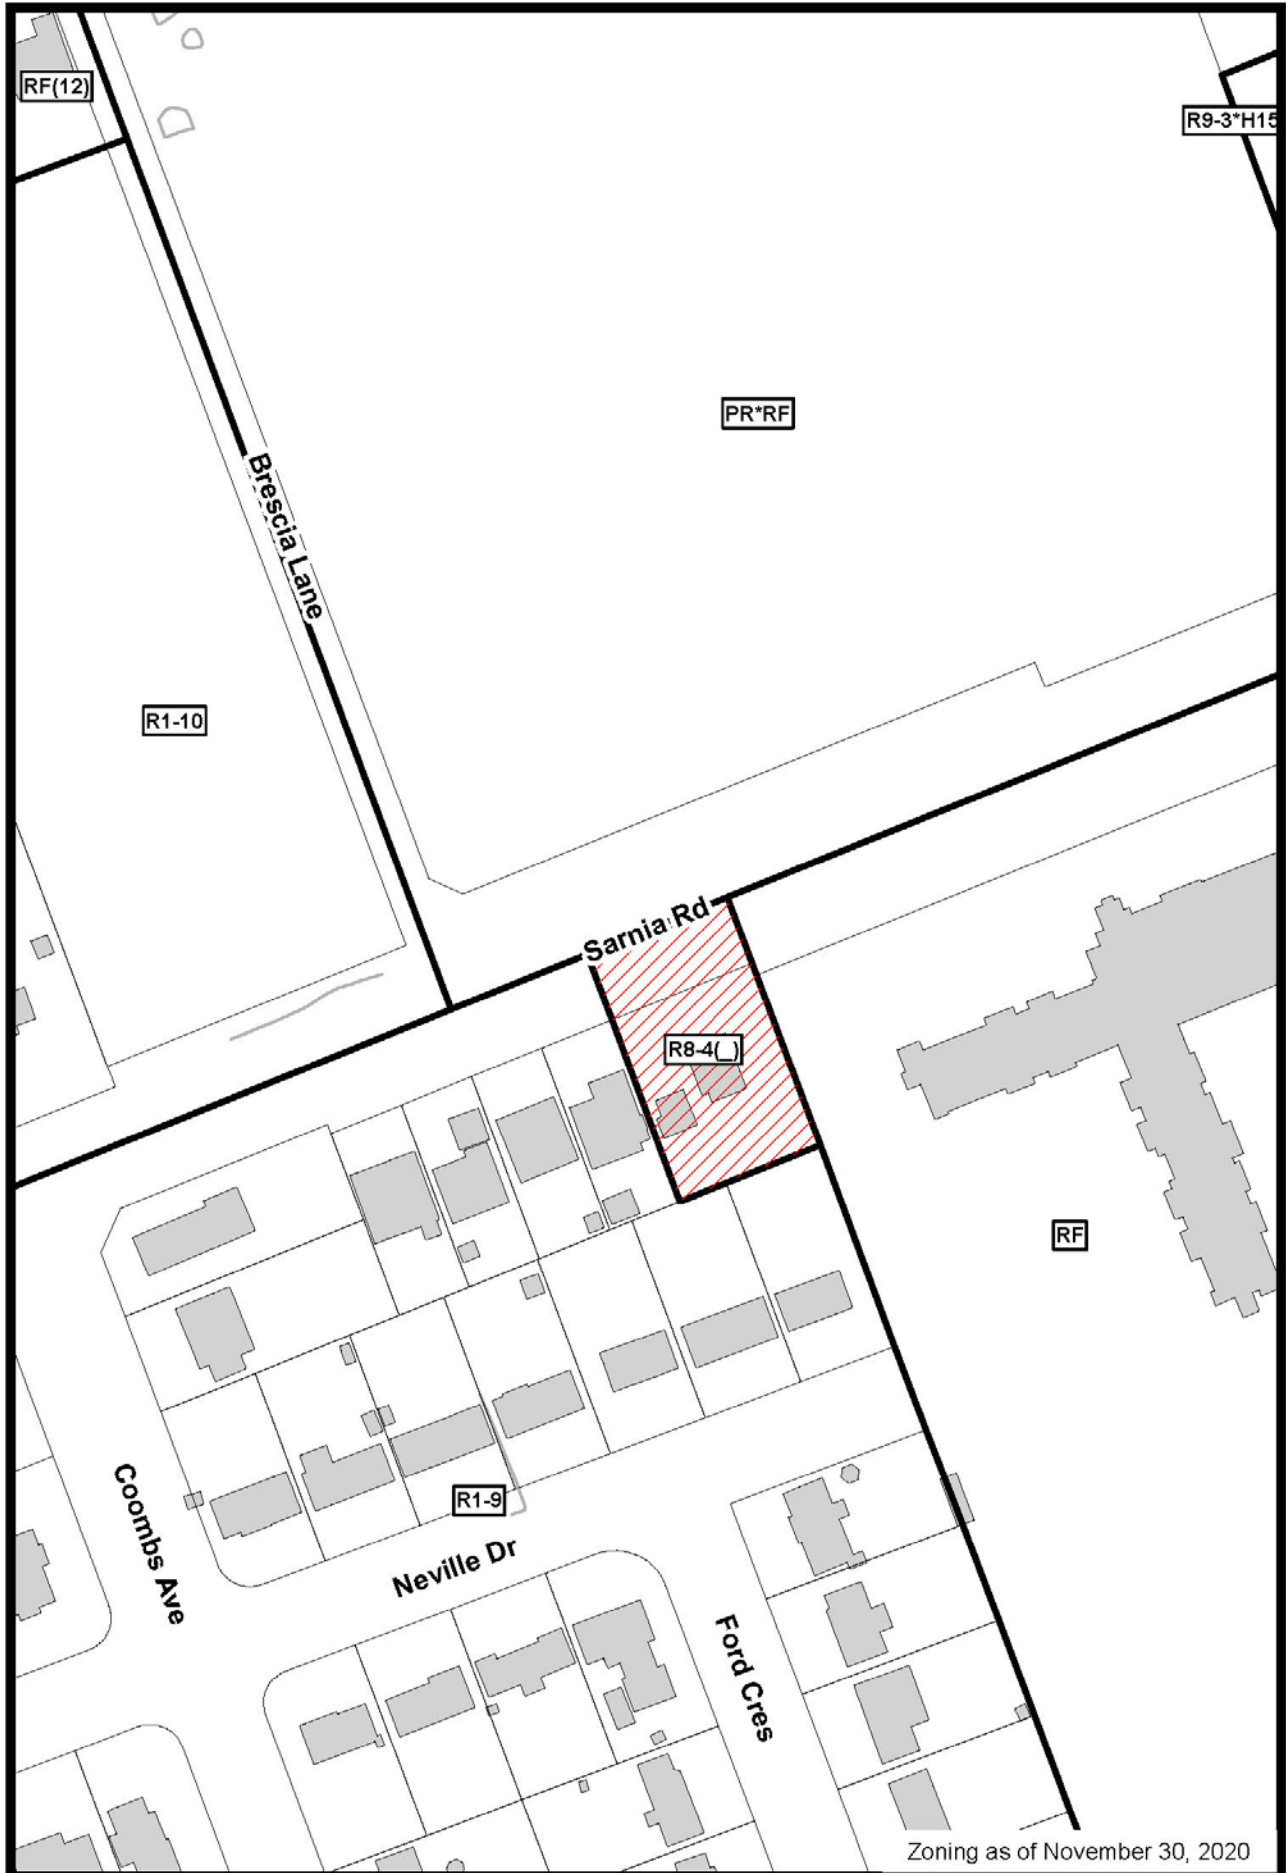 RF(12)
R9-3*H15
PR*RF
Brescia Lane
R1-10
Sarnia Rd
R8-4(_)
RF
Coombs Ave
R1-9
Neville Dr
Ford Cres
Zoning as of November 30, 2020